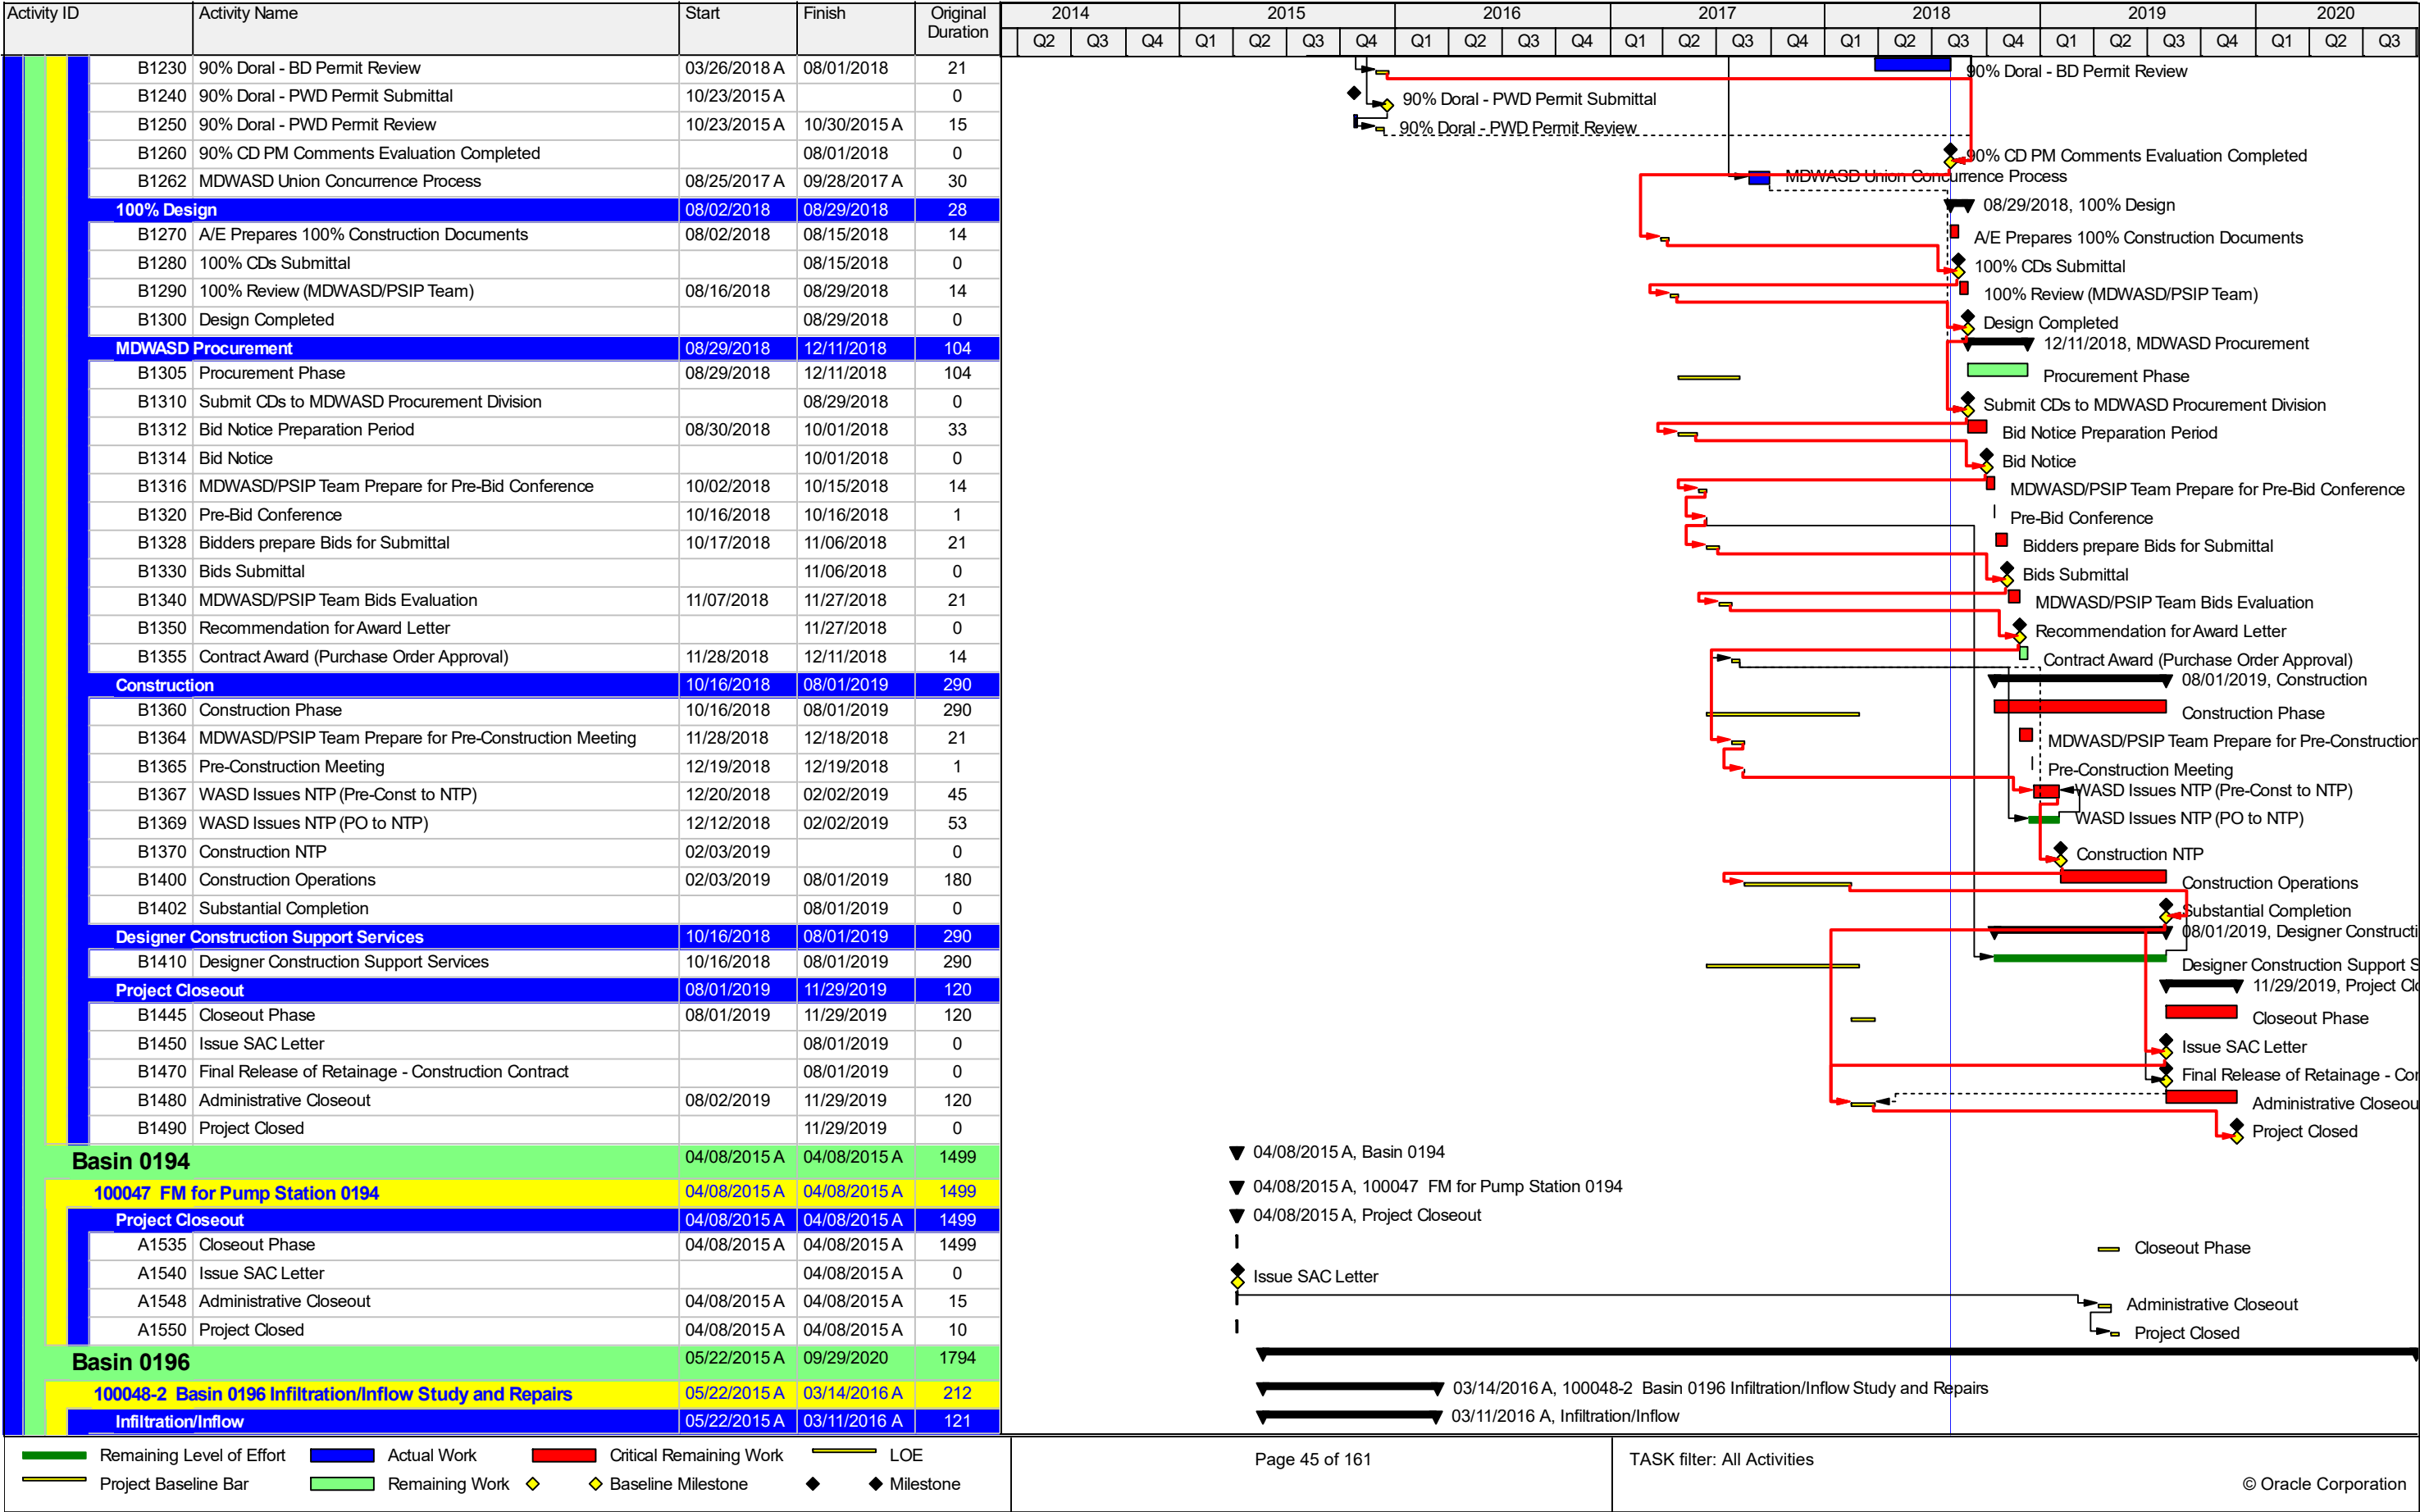 Activity ID Activity Name Start Finish Original Duration 2014 2015 2016 2017 2018 2019 2020
Q2 Q3 Q4 Q1 Q2 Q3 Q4 Q1 Q2 Q3 Q4 Q1 Q2 Q3 Q4 Q1 Q2 Q3 Q4 Q1 Q2 Q3 Q4 Q1 Q2 Q3
B1230 90% Doral - BD Permit Review 03/26/2018 A 08/01/2018 21 90% Doral - BD Permit Review
B1240 90% Doral - PWD Permit Submittal 10/23/2015 A 0 90% Doral - PWD Permit Submittal
B1250 90% Doral - PWD Permit Review 10/23/2015 A 10/30/2015 A 15 90% Doral - PWD Permit Review
B1260 90% CD PM Comments Evaluation Completed 08/01/2018 0 90% CD PM Comments Evaluation Completed
B1262 MDWASD Union Concurrence Process 08/25/2017 A 09/28/2017 A 30 MDWASD Union Concurrence Process
100% Design 08/02/2018 08/29/2018 28 08/29/2018, 100% Design
B1270 A/E Prepares 100% Construction Documents 08/02/2018 08/15/2018 14 A/E Prepares 100% Construction Documents
B1280 100% CDs Submittal 08/15/2018 0 100% CDs Submittal
B1290 100% Review (MDWASD/PSIP Team) 08/16/2018 08/29/2018 14 100% Review (MDWASD/PSIP Team)
B1300 Design Completed 08/29/2018 0 Design Completed
MDWASD Procurement 08/29/2018 12/11/2018 104 12/11/2018, MDWASD Procurement
B1305 Procurement Phase 08/29/2018 12/11/2018 104 Procurement Phase
B1310 Submit CDs to MDWASD Procurement Division 08/29/2018 0 Submit CDs to MDWASD Procurement Division
B1312 Bid Notice Preparation Period 08/30/2018 10/01/2018 33 Bid Notice Preparation Period
B1314 Bid Notice 10/01/2018 0 Bid Notice
B1316 MDWASD/PSIP Team Prepare for Pre-Bid Conference 10/02/2018 10/15/2018 14 MDWASD/PSIP Team Prepare for Pre-Bid Conference
B1320 Pre-Bid Conference 10/16/2018 10/16/2018 1 Pre-Bid Conference
B1328 Bidders prepare Bids for Submittal 10/17/2018 11/06/2018 21 Bidders prepare Bids for Submittal
B1330 Bids Submittal 11/06/2018 0 Bids Submittal
B1340 MDWASD/PSIP Team Bids Evaluation 11/07/2018 11/27/2018 21 MDWASD/PSIP Team Bids Evaluation
B1350 Recommendation for Award Letter 11/27/2018 0 Recommendation for Award Letter
B1355 Contract Award (Purchase Order Approval) 11/28/2018 12/11/2018 14 Contract Award (Purchase Order Approval)
Construction 10/16/2018 08/01/2019 290 08/01/2019, Construction
B1360 Construction Phase 10/16/2018 08/01/2019 290 Construction Phase
B1364 MDWASD/PSIP Team Prepare for Pre-Construction Meeting 11/28/2018 12/18/2018 21 MDWASD/PSIP Team Prepare for Pre-Construction
B1365 Pre-Construction Meeting 12/19/2018 12/19/2018 1 Pre-Construction Meeting
B1367 WASD Issues NTP (Pre-Const to NTP) 12/20/2018 02/02/2019 45 WASD Issues NTP (Pre-Const to NTP)
B1369 WASD Issues NTP (PO to NTP) 12/12/2018 02/02/2019 53 WASD Issues NTP (PO to NTP)
B1370 Construction NTP 02/03/2019 0 Construction NTP
B1400 Construction Operations 02/03/2019 08/01/2019 180 Construction Operations
B1402 Substantial Completion 08/01/2019 0 Substantial Completion
Designer Construction Support Services 10/16/2018 08/01/2019 290 08/01/2019, Designer Constructi
B1410 Designer Construction Support Services 10/16/2018 08/01/2019 290 Designer Construction Support S
Project Closeout 08/01/2019 11/29/2019 120 11/29/2019, Project Clo
B1445 Closeout Phase 08/01/2019 11/29/2019 120 Closeout Phase
B1450 Issue SAC Letter 08/01/2019 0 Issue SAC Letter
B1470 Final Release of Retainage - Construction Contract 08/01/2019 0 Final Release of Retainage - Con
B1480 Administrative Closeout 08/02/2019 11/29/2019 120 Administrative Closeou
B1490 Project Closed 11/29/2019 0 Project Closed
Basin 0194 04/08/2015 A 04/08/2015 A 1499 04/08/2015 A, Basin 0194
100047 FM for Pump Station 0194 04/08/2015 A 04/08/2015 A 1499 04/08/2015 A, 100047 FM for Pump Station 0194
Project Closeout 04/08/2015 A 04/08/2015 A 1499 04/08/2015 A, Project Closeout
A1535 Closeout Phase 04/08/2015 A 04/08/2015 A 1499 Closeout Phase
A1540 Issue SAC Letter 04/08/2015 A 0 Issue SAC Letter
A1548 Administrative Closeout 04/08/2015 A 04/08/2015 A 15 Administrative Closeout
A1550 Project Closed 04/08/2015 A 04/08/2015 A 10 Project Closed
Basin 0196 05/22/2015 A 09/29/2020 1794
100048-2 Basin 0196 Infiltration/Inflow Study and Repairs 05/22/2015 A 03/14/2016 A 212 03/14/2016 A, 100048-2 Basin 0196 Infiltration/Inflow Study and Repairs
Infiltration/Inflow 05/22/2015 A 03/11/2016 A 121 03/11/2016 A, Infiltration/Inflow
Remaining Level of Effort Actual Work Critical Remaining Work LOE Page 45 of 161 TASK filter: All Activities
Project Baseline Bar Remaining Work Baseline Milestone Milestone © Oracle Corporation